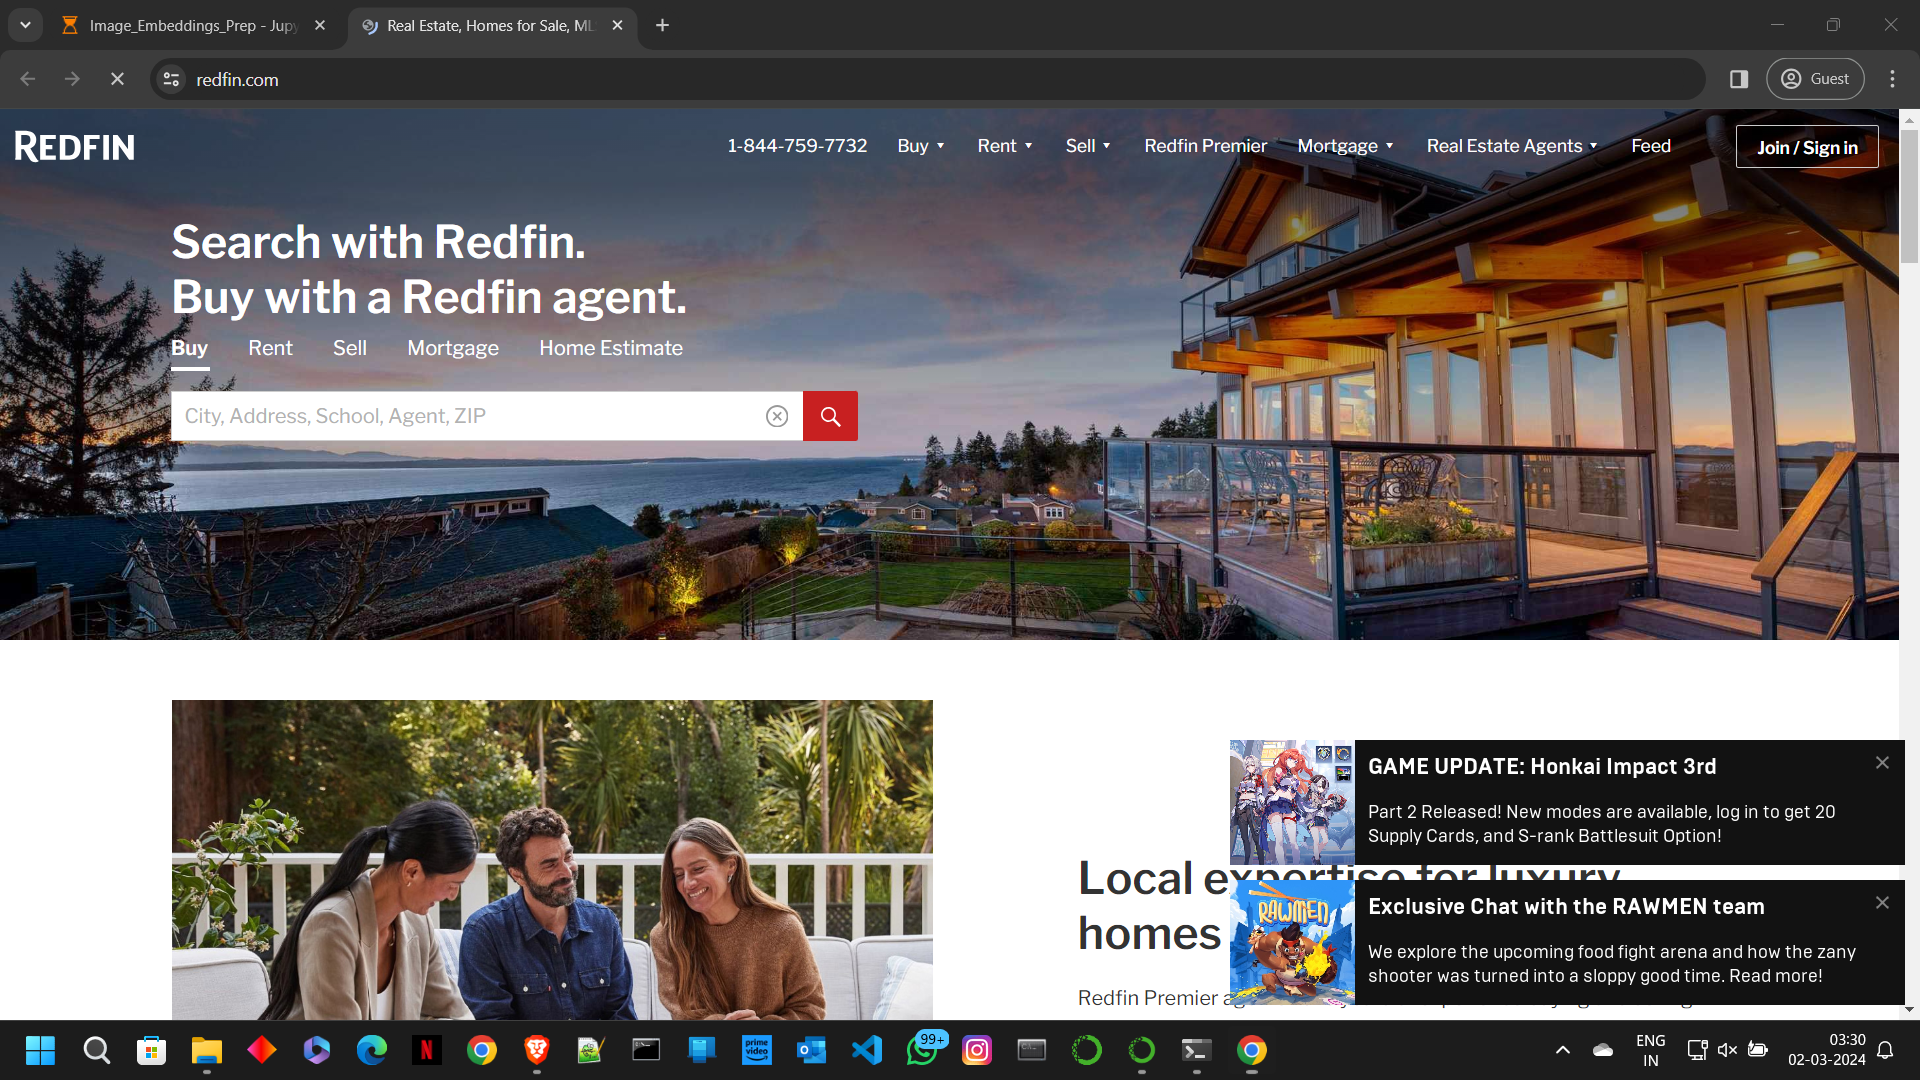 Image_Embeddings_Prep - Jupy
Real Estate, Homes for Sale, ML
redfin.com
Guest
REDFIN
1-844-759-7732
Buy
Rent
Sell
Redfin Premier
Mortgage
Real Estate Agents
Feed
Join / Sign in
Search with Redfin.
Buy with a Redfin agent.
Buy
Rent
Sell
Mortgage
Home Estimate
City, Address, School, Agent, ZIP
Local expertise for luxury
homes
Redfin Premier
GAME UPDATE: Honkai Impact 3rd
Part 2 Released! New modes are available, log in to get 20
Supply Cards, and S-rank Battlesuit Option!
RAWMEN
Exclusive Chat with the RAWMEN team
We explore the upcoming food fight arena and how the zany
shooter was turned into a sloppy good time. Read more!
N
prime
video
99+
ENG
IN
03:30
02-03-2024